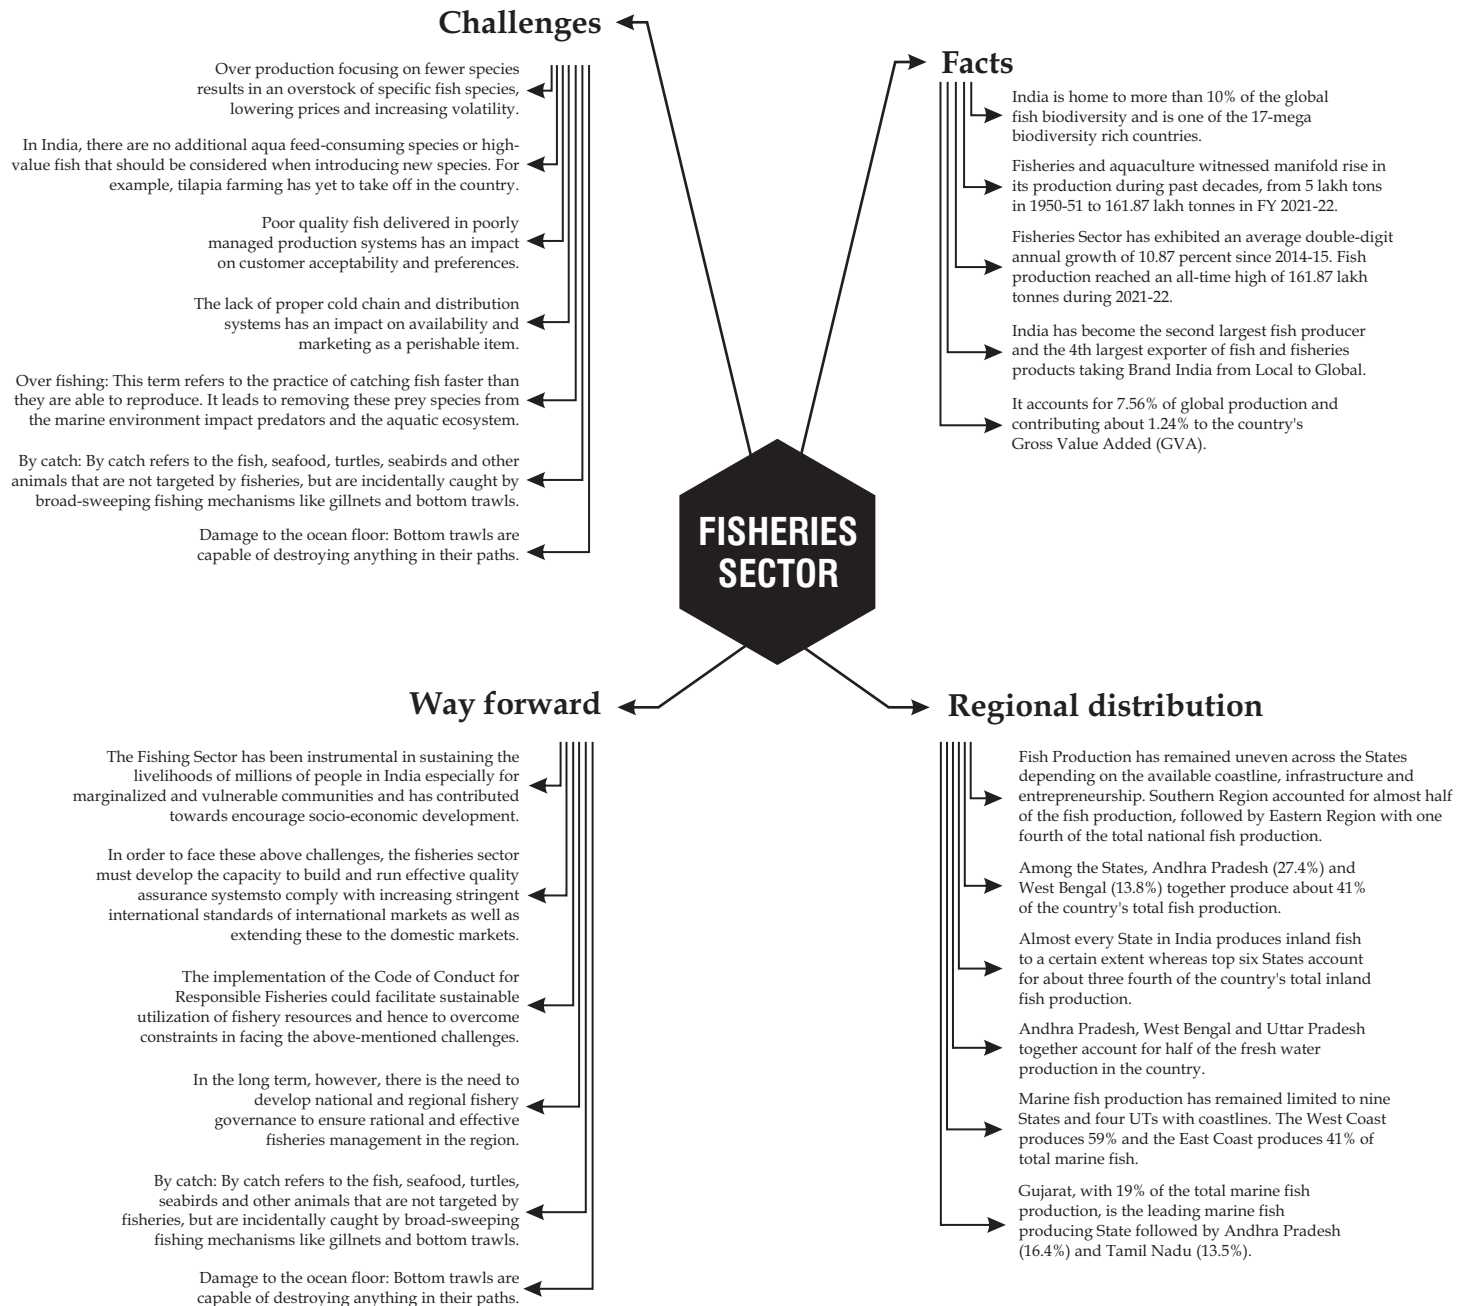 Challenges
Over production focusing on fewer species
results in an overstock of specific fish species,
lowering prices and increasing volatility.
In India, there are no additional aqua feed-consuming species or high-
value fish that should be considered when introducing new species. For
example, tilapia farming has yet to take off in the country.
Poor quality fish delivered in poorly
managed production systems has an impact
on customer acceptability and preferences.
The lack of proper cold chain and distribution
systems has an impact on availability and
marketing as a perishable item.
Over fishing: This term refers to the practice of catching fish faster than
they are able to reproduce. It leads to removing these prey species from
the marine environment impact predators and the aquatic ecosystem.
By catch: By catch refers to the fish, seafood, turtles, seabirds and other
animals that are not targeted by fisheries, but are incidentally caught by
broad-sweeping fishing mechanisms like gillnets and bottom trawls.
Damage to the ocean floor: Bottom trawls are
capable of destroying anything in their paths.
Facts
India is home to more than 10% of the global
fish biodiversity and is one of the 17-mega
biodiversity rich countries.
Fisheries and aquaculture witnessed manifold rise in
its production during past decades, from 5 lakh tons
in 1950-51 to 161.87 lakh tonnes in FY 2021-22.
Fisheries Sector has exhibited an average double-digit
annual growth of 10.87 percent since 2014-15. Fish
production reached an all-time high of 161.87 lakh
tonnes during 2021-22.
India has become the second largest fish producer
and the 4th largest exporter of fish and fisheries
products taking Brand India from Local to Global.
It accounts for 7.56% of global production and
contributing about 1.24% to the country's
Gross Value Added (GVA).
FISHERIES
SECTOR
Way forward
The Fishing Sector has been instrumental in sustaining the
livelihoods of millions of people in India especially for
marginalized and vulnerable communities and has contributed
towards encourage socio-economic development.
In order to face these above challenges, the fisheries sector
must develop the capacity to build and run effective quality
assurance systemsto comply with increasing stringent
international standards of international markets as well as
extending these to the domestic markets.
The implementation of the Code of Conduct for
Responsible Fisheries could facilitate sustainable
utilization of fishery resources and hence to overcome
constraints in facing the above-mentioned challenges.
In the long term, however, there is the need to
develop national and regional fishery
governance to ensure rational and effective
fisheries management in the region.
By catch: By catch refers to the fish, seafood, turtles,
seabirds and other animals that are not targeted by
fisheries, but are incidentally caught by broad-sweeping
fishing mechanisms like gillnets and bottom trawls.
Damage to the ocean floor: Bottom trawls are
capable of destroying anything in their paths.
Regional distribution
Fish Production has remained uneven across the States
depending on the available coastline, infrastructure and
entrepreneurship. Southern Region accounted for almost half
of the fish production, followed by Eastern Region with one
fourth of the total national fish production.
Among the States, Andhra Pradesh (27.4%) and
West Bengal (13.8%) together produce about 41%
of the country's total fish production.
Almost every State in India produces inland fish
to a certain extent whereas top six States account
for about three fourth of the country's total inland
fish production.
Andhra Pradesh, West Bengal and Uttar Pradesh
together account for half of the fresh water
production in the country.
Marine fish production has remained limited to nine
States and four UTs with coastlines. The West Coast
produces 59% and the East Coast produces 41% of
total marine fish.
Gujarat, with 19% of the total marine fish
production, is the leading marine fish
producing State followed by Andhra Pradesh
(16.4%) and Tamil Nadu (13.5%).